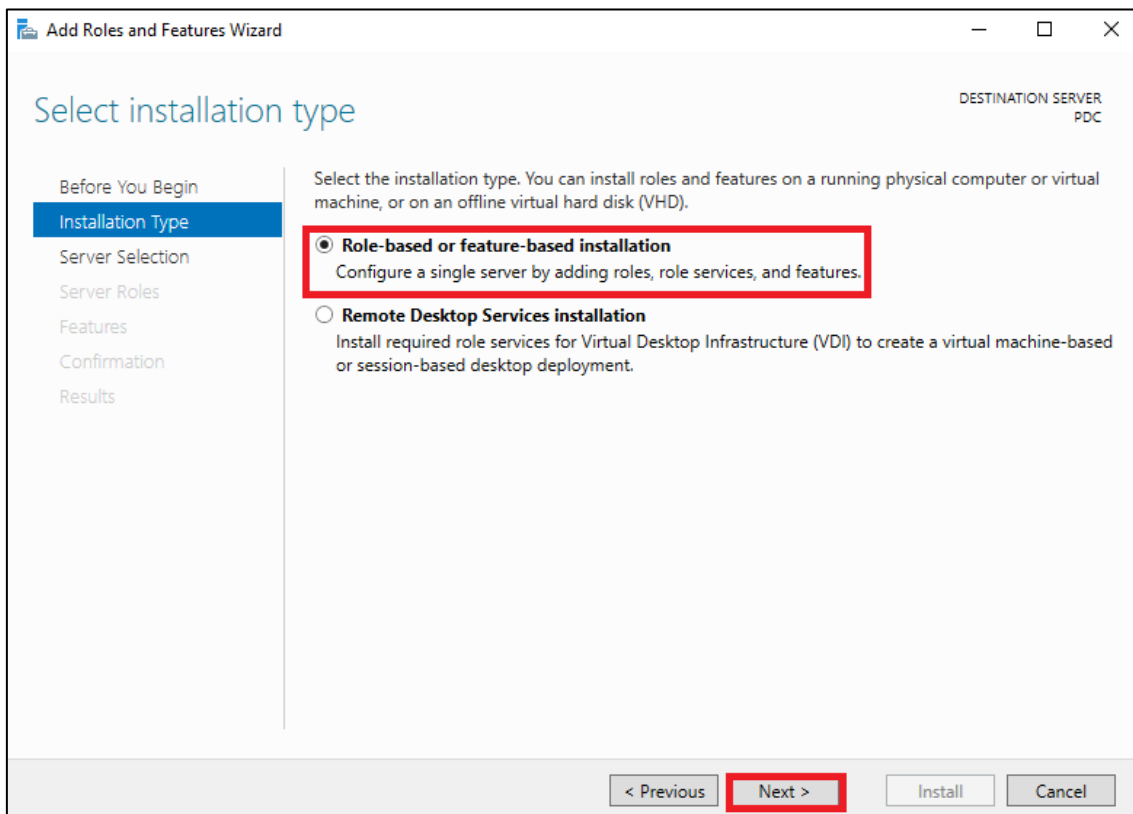 Add Roles and Features Wizard
Select installation type
DESTINATION SERVER
PDC
Before You Begin
Installation Type
Server Selection
Server Roles
Features
Confirmation
Results
Select the installation type. You can install roles and features on a running physical computer or virtual
machine, or on an offline virtual hard disk (VHD).
Role-based or feature-based installation
Configure a single server by adding roles, role services, and features.
Remote Desktop Services installation
Install required role services for Virtual Desktop Infrastructure (VDI) to create a virtual machine-based
or session-based desktop deployment.
< Previous Next > Install Cancel